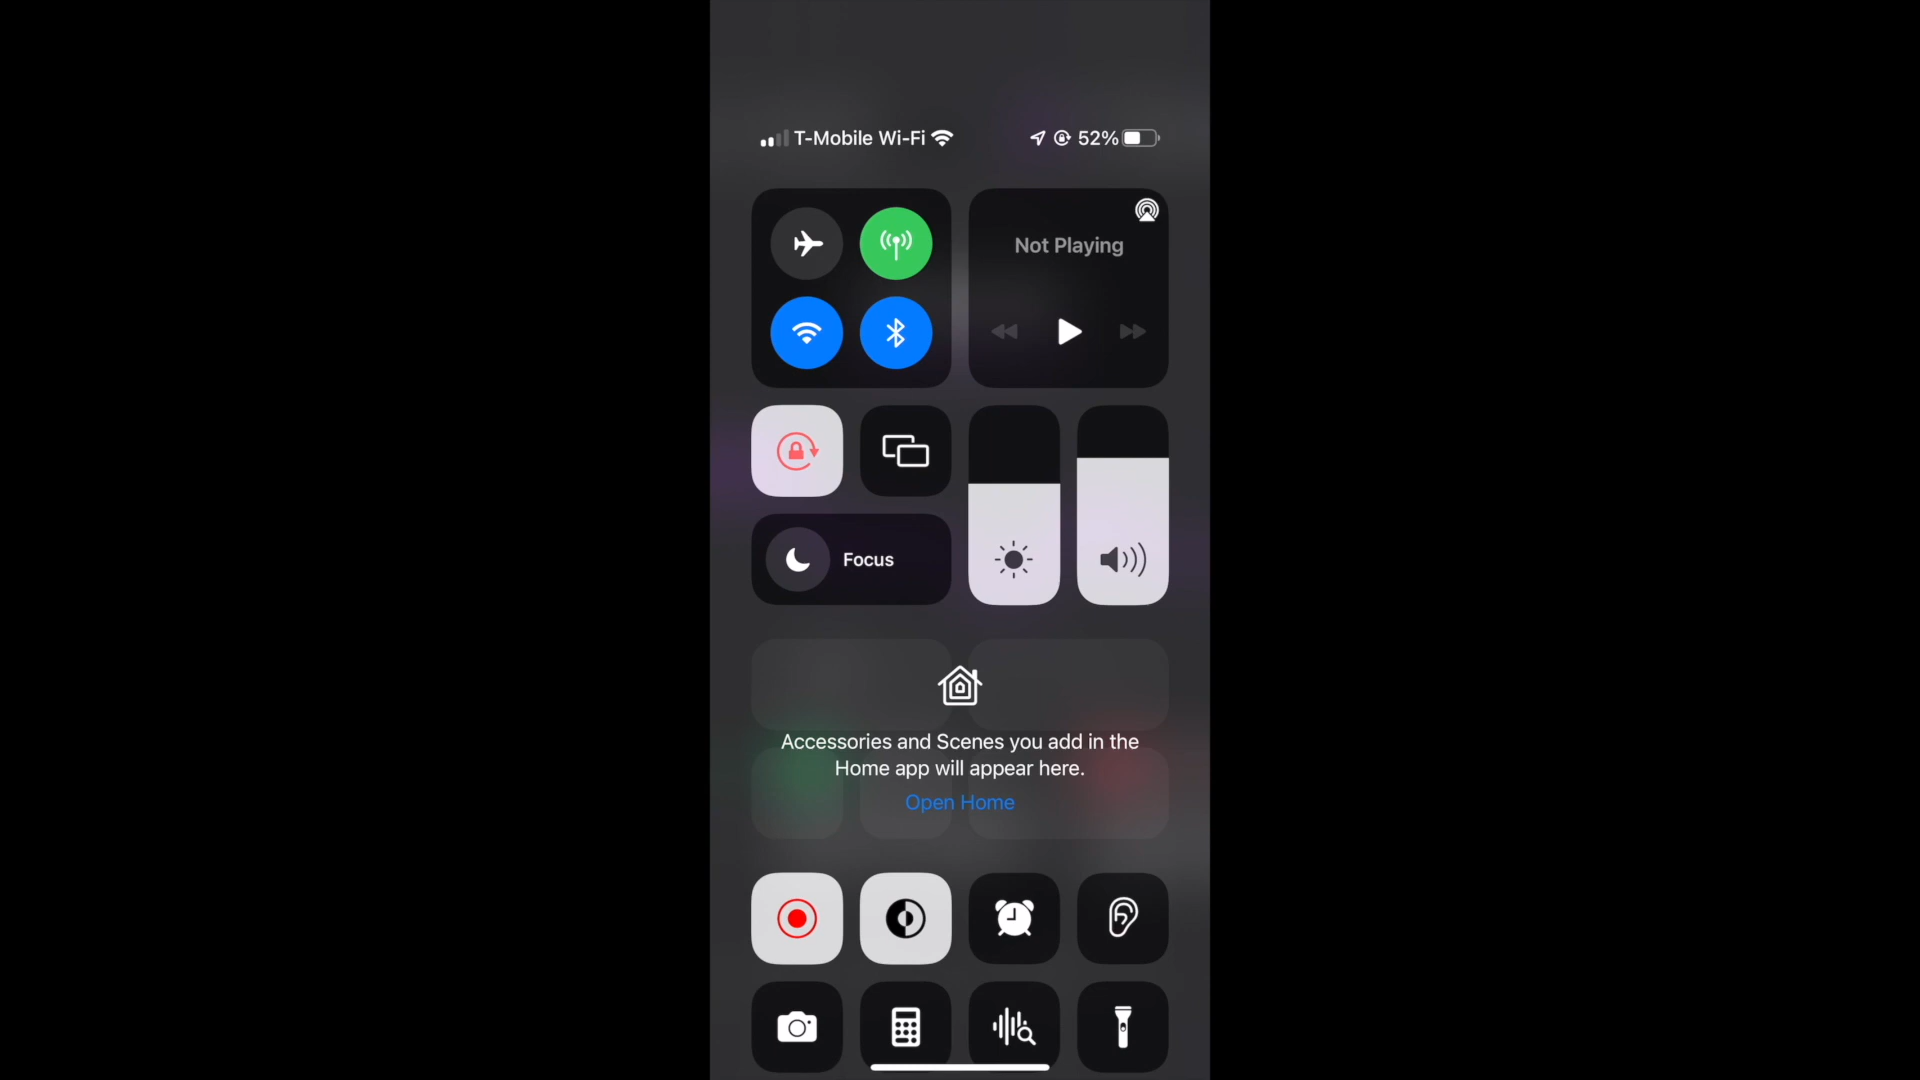 T-Mobile Wi-Fi 52%
Not Playing
Focus
Accessories and Scenes you add in the
Home app will appear here.
Open Home